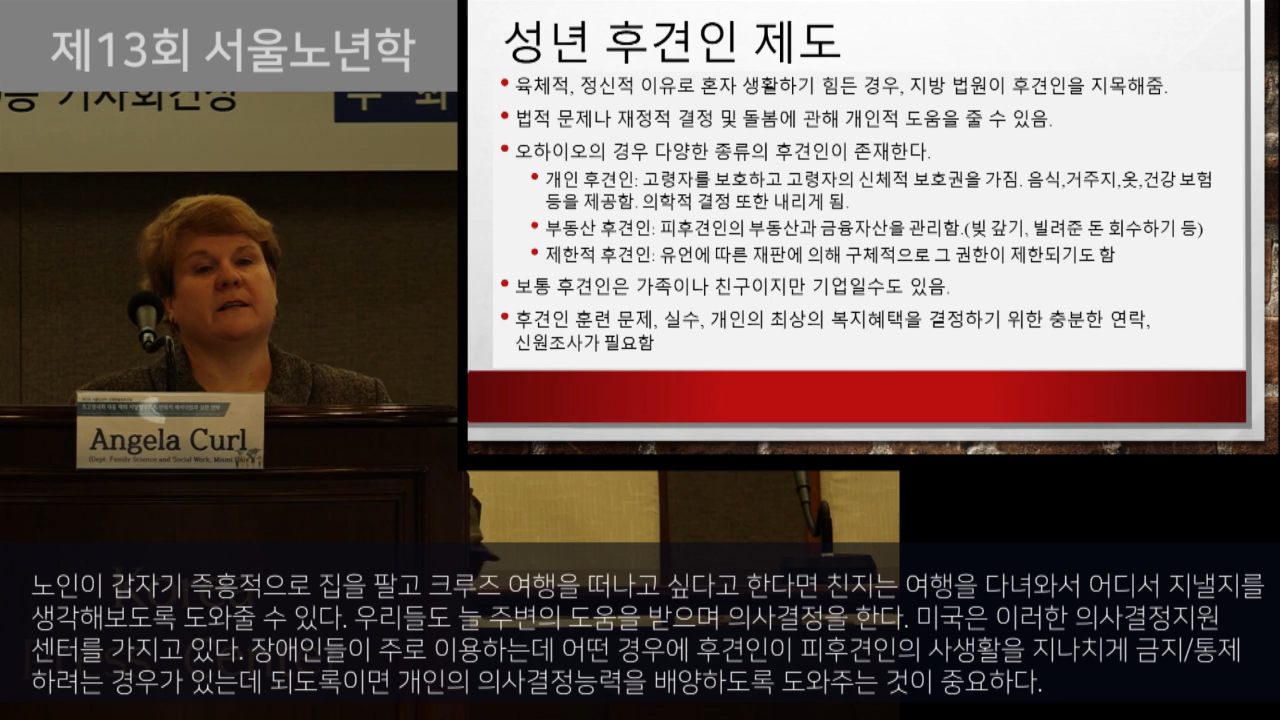 제13회 서울노년학
성년 후견인 제도
• 육체적, 정신적 이유로 혼자 생활하기 힘든 경우, 지방 법원이 후견인을 지목해줌.
• 법적 문제나 재정적 결정 및 돌봄에 관해 개인적 도움을 줄 수 있음.
• 오하이오의 경우 다양한 종류의 후견인이 존재한다.
• 개인 후견인: 고령자를 보호하고 고령자의 신체적 보호권을 가짐. 음식,거주지,옷,건강 보험
등을 제공함. 의학적 결정 또한 내리게 됨.
• 부동산 후견인: 피후견인의 부동산과 금융자산을 관리함.(빚 갚기, 빌려준 돈 회수하기 등)
• 제한적 후견인: 유언에 따른 재판에 의해 구체적으로 그 권한이 제한되기도 함
• 보통 후견인은 가족이나 친구이지만 기업일수도 있음.
• 후견인 훈련 문제, 실수, 개인의 최상의 복지혜택을 결정하기 위한 충분한 연락,
신원조사가 필요함
Angela Curl
(Dept. Family Science and Social Work, Miami
노인이 갑자기 즉흥적으로 집을 팔고 크루즈 여행을 떠나고 싶다고 한다면 친지는 여행을 다녀와서 어디서 지낼지를
생각해보도록 도와줄 수 있다. 우리들도 늘 주변의 도움을 받으며 의사결정을 한다. 미국은 이러한 의사결정지원
센터를 가지고 있다. 장애인들이 주로 이용하는데 어떤 경우에 후견인이 피후견인의 사생활을 지나치게 금지/통제
하려는 경우가 있는데 되도록이면 개인의 의사결정능력을 배양하도록 도와주는 것이 중요하다.